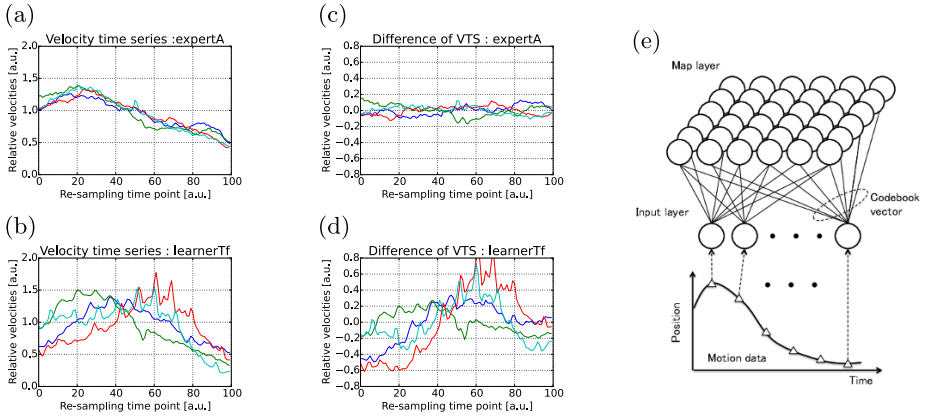 (a)
Velocity time series :expertA
2.0
1.5
1.0
0.5
0.0
0 20 40 60 80 100
Relative velocities [a.u.]
Re-sampling time point [a.u.]
(c)
Difference of VTS : expertA
0.8
0.6
0.4
0.2
0.0
−0.2
−0.4
−0.6
−0.8
0 20 40 60 80 100
Relative velocities [a.u.]
Re-sampling time point [a.u.]
(b)
Velocity time series : learnerTf
2.0
1.5
1.0
0.5
0.0
0 20 40 60 80 100
Relative velocities [a.u.]
Re-sampling time point [a.u.]
(d)
Difference of VTS : learnerTf
0.8
0.6
0.4
0.2
0.0
−0.2
−0.4
−0.6
−0.8
0 20 40 60 80 100
Relative velocities [a.u.]
Re-sampling time point [a.u.]
(e)
Map layer
Codebook
vector
Input layer
Position
Motion data
Time